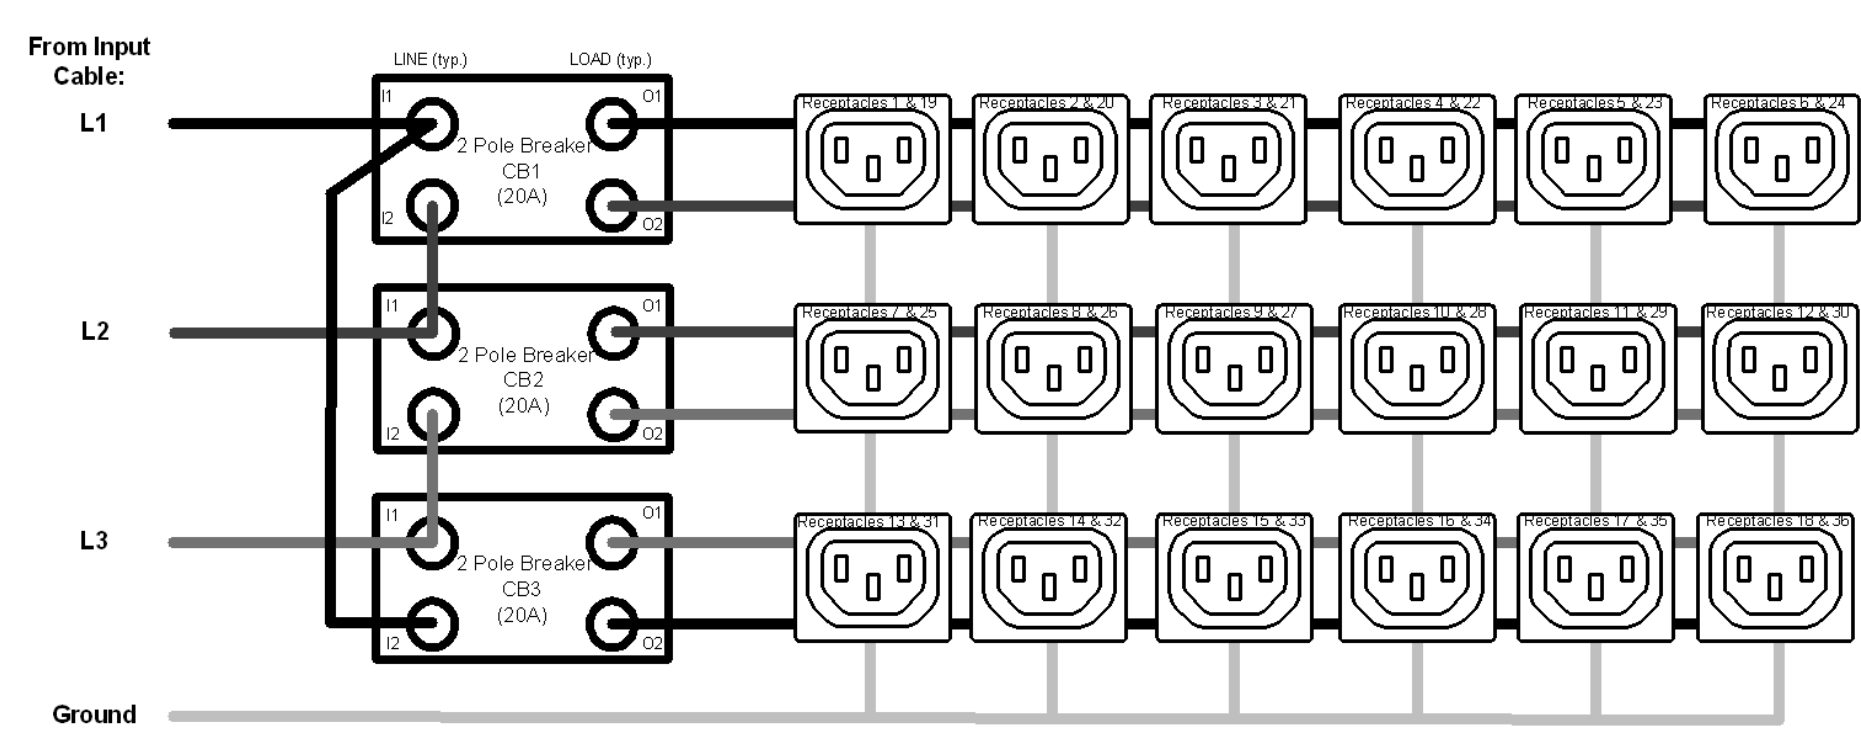 From Input
Cable:
LINE (typ.)
LOAD (typ.)
L1
I1
O1
2 Pole Breaker
CB1
(20A)
I2
O2
Receptacles 1 & 19
Receptacles 2 & 20
Receptacles 3 & 21
Receptacles 4 & 22
Receptacles 5 & 23
Receptacles 6 & 24
L2
I1
O1
2 Pole Breaker
CB2
(20A)
I2
O2
Receptacles 7 & 25
Receptacles 8 & 26
Receptacles 9 & 27
Receptacles 10 & 28
Receptacles 11 & 29
Receptacles 12 & 30
L3
I1
O1
2 Pole Breaker
CB3
(20A)
I2
O2
Receptacles 13 & 31
Receptacles 14 & 32
Receptacles 15 & 33
Receptacles 16 & 34
Receptacles 17 & 35
Receptacles 18 & 36
Ground